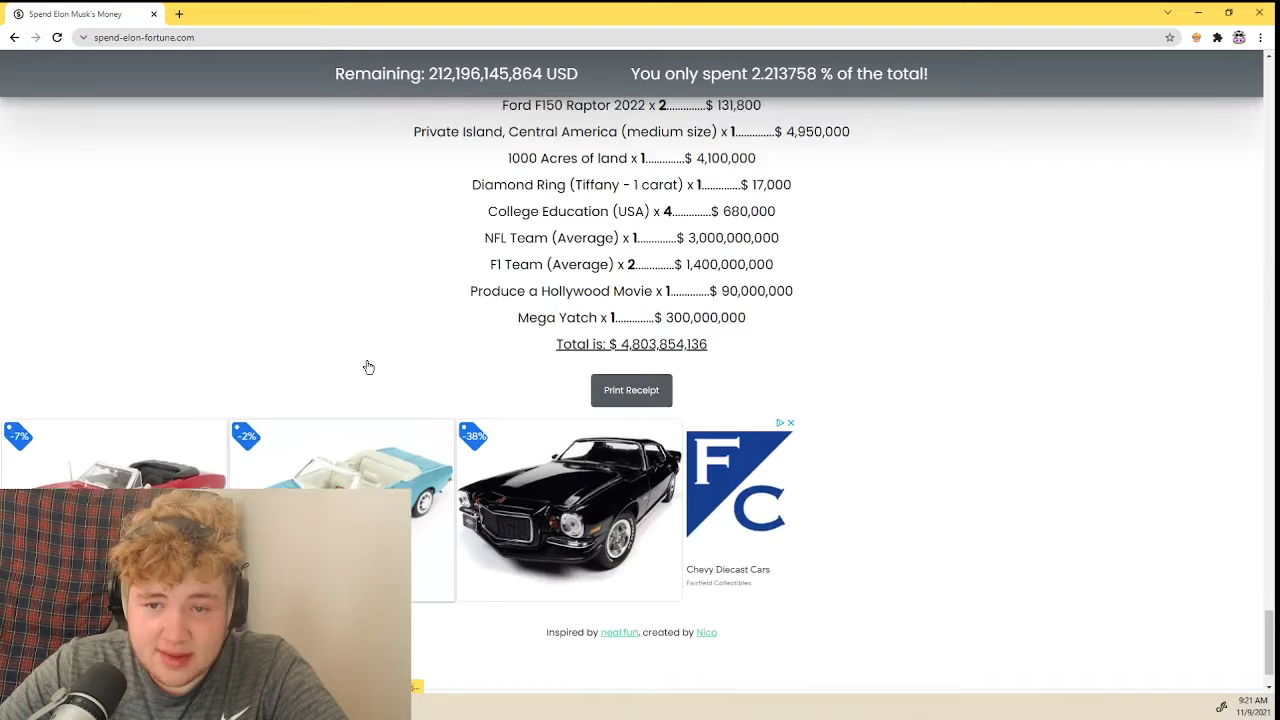 Spend Elon Musk's Money
spend-elon-fortune.com
Remaining: 212,196,145,864 USD You only spent 2.213758 % of the total!
Ford F150 Raptor 2022 x 2.............$ 131,800
Private Island, Central America (medium size) x 1.............$ 4,950,000
1000 Acres of land x 1.............$ 4,100,000
Diamond Ring (Tiffany - 1 carat) x 1.............$ 17,000
College Education (USA) x 4.............$ 680,000
NFL Team (Average) x 1.............$ 3,000,000,000
F1 Team (Average) x 2.............$ 1,400,000,000
Produce a Hollywood Movie x 1.............$ 90,000,000
Mega Yatch x 1.............$ 300,000,000
Total is: $ 4,803,854,136
Print Receipt
-7% -2% -38%
FC
Chevy Diecast Cars
Fairfield Collectibles
Inspired by neal.fun, created by Nico
9:21 AM
11/9/2021